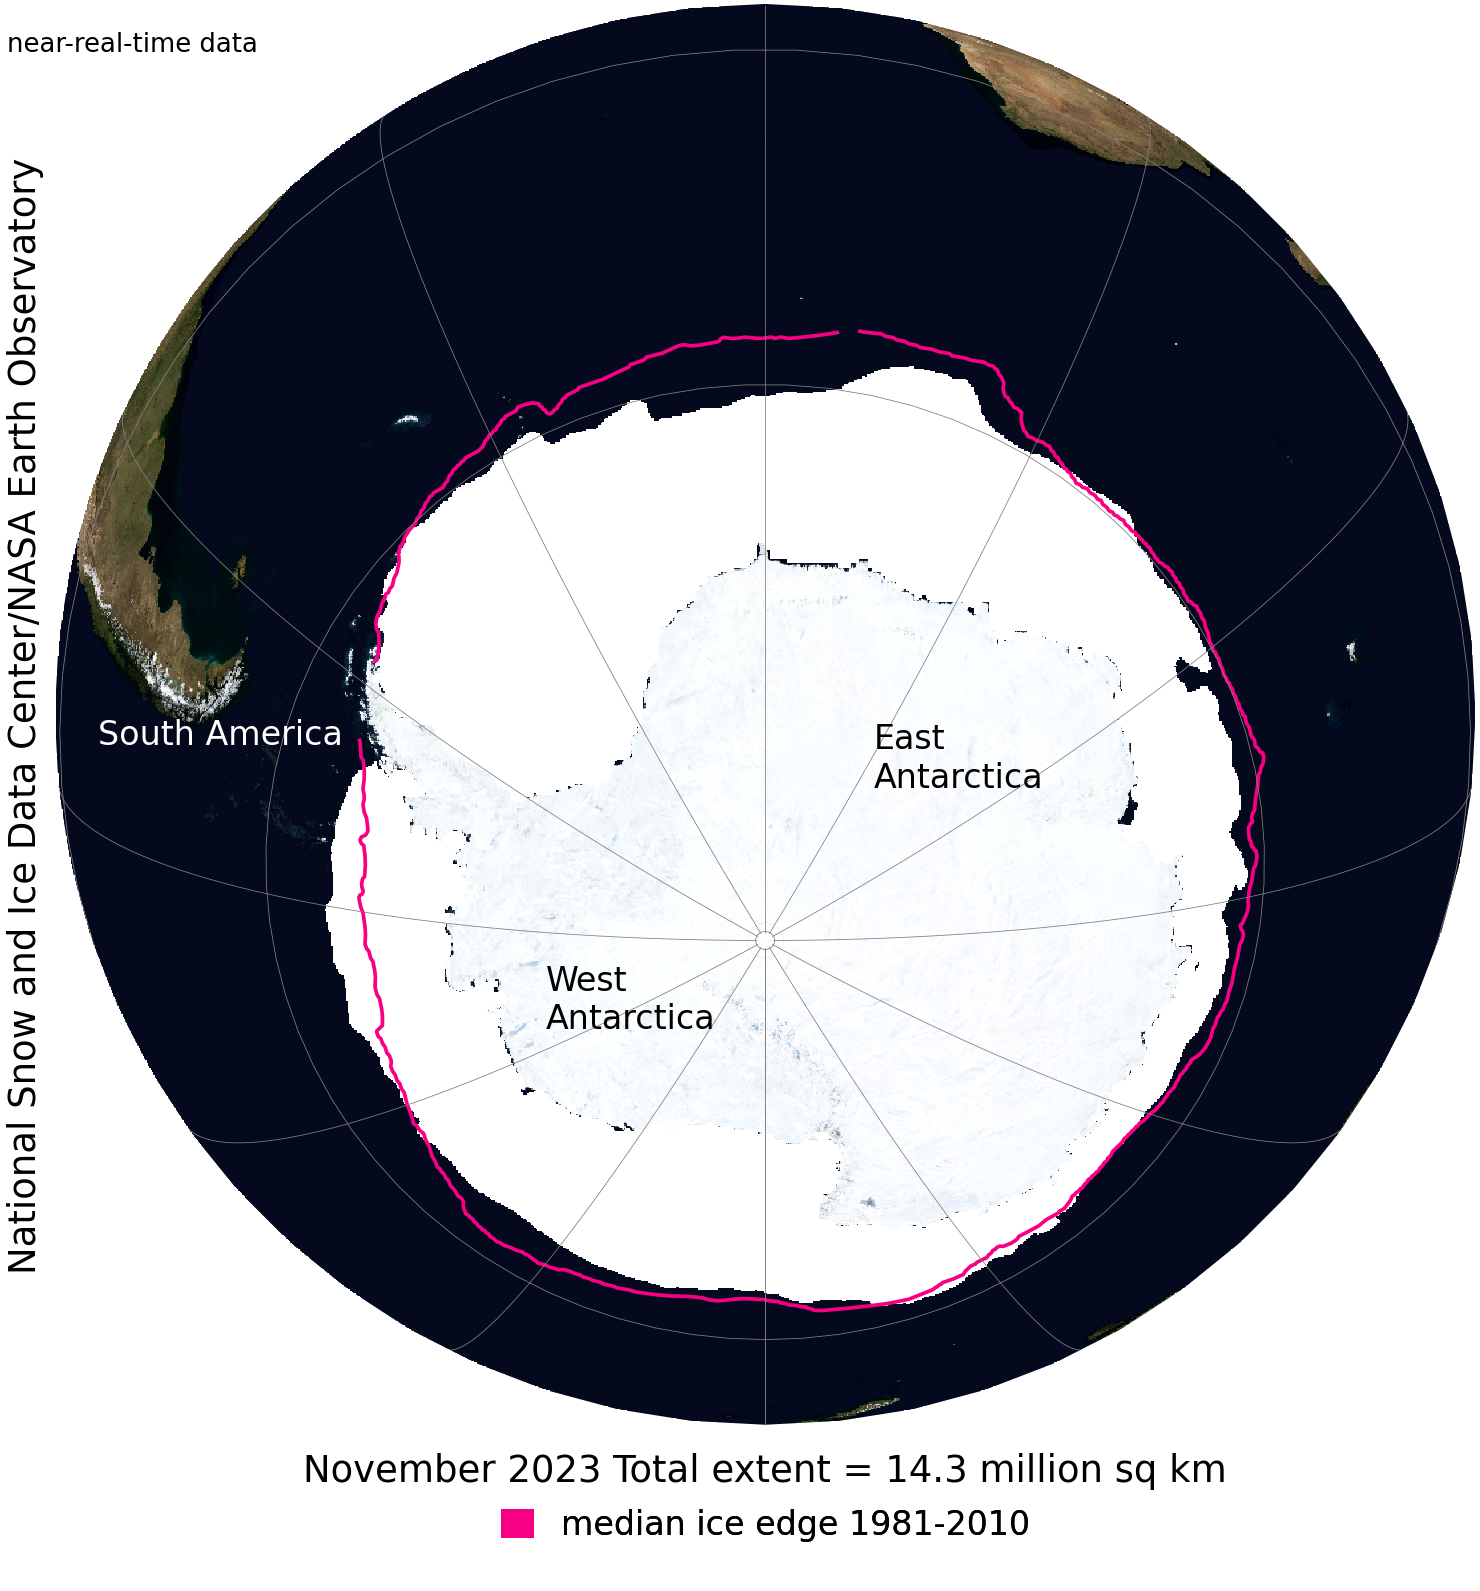 near-real-time data
National Snow and Ice Data Center/NASA Earth Observatory
South America
East
Antarctica
West
Antarctica
November 2023 Total extent = 14.3 million sq km
median ice edge 1981-2010